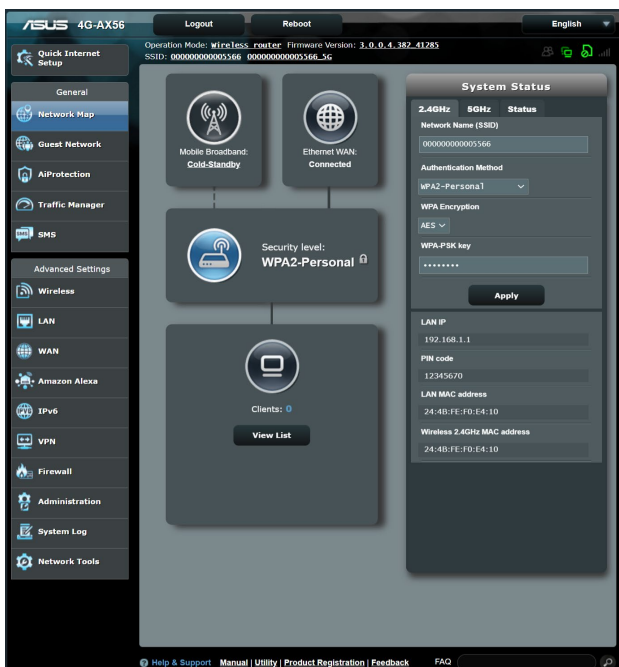 ASUS 4G-AX56 Logout Reboot English
Operation Mode: Wireless router Firmware Version: 3.0.0.4.382_41285
SSID: 000000000005566 000000000005566_5G
Quick Internet
Setup
General
Network Map
Guest Network
AiProtection
Traffic Manager
SMS
SMS
Advanced Settings
Wireless
LAN
WAN
Amazon Alexa
IPv6
IPv6
VPN
Firewall
Administration
System Log
Network Tools
Mobile Broadband:
Cold-Standby
Ethernet WAN:
Connected
Security level:
WPA2-Personal
Clients: 0
View List
System Status
2.4GHz 5GHz Status
Network Name (SSID)
000000000005566
Authentication Method
WPA2-Personal
WPA Encryption
AES
WPA-PSK key
••••••••
Apply
LAN IP
192.168.1.1
PIN code
12345670
LAN MAC address
24:4B:FE:F0:E4:10
Wireless 2.4GHz MAC address
24:4B:FE:F0:E4:10
Help & Support Manual | Utility | Product Registration | Feedback FAQ